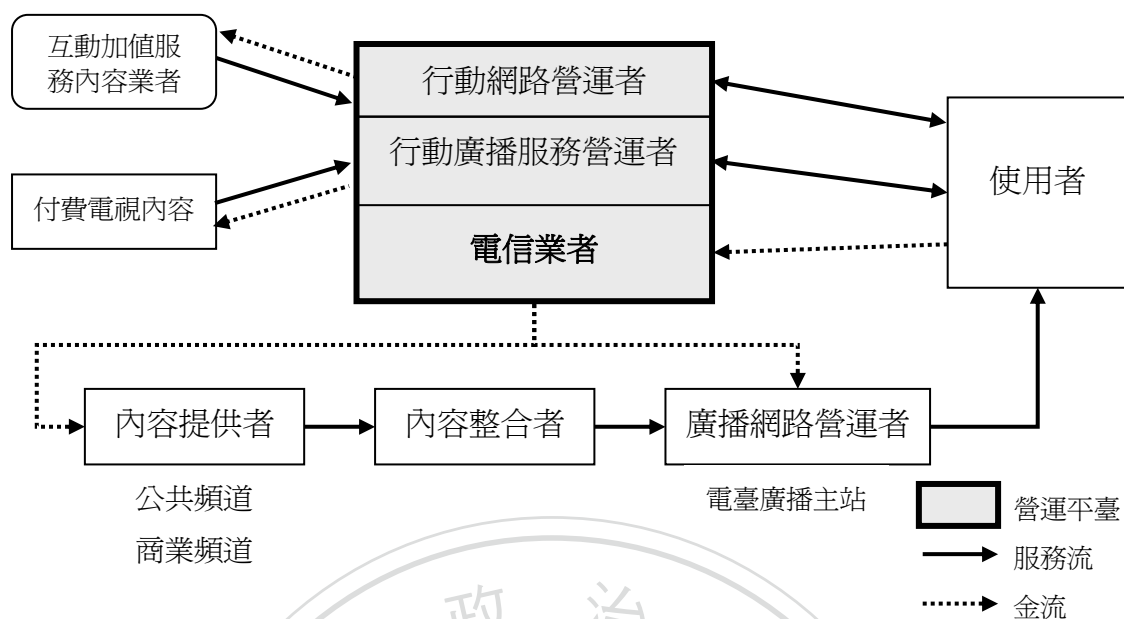 互動加值服
務內容業者
行動網路營運者
行動廣播服務營運者
使用者
付費電視內容
電信業者
內容提供者
內容整合者
廣播網路營運者
公共頻道
電臺廣播主站
營運平臺
商業頻道
服務流
金流
政治